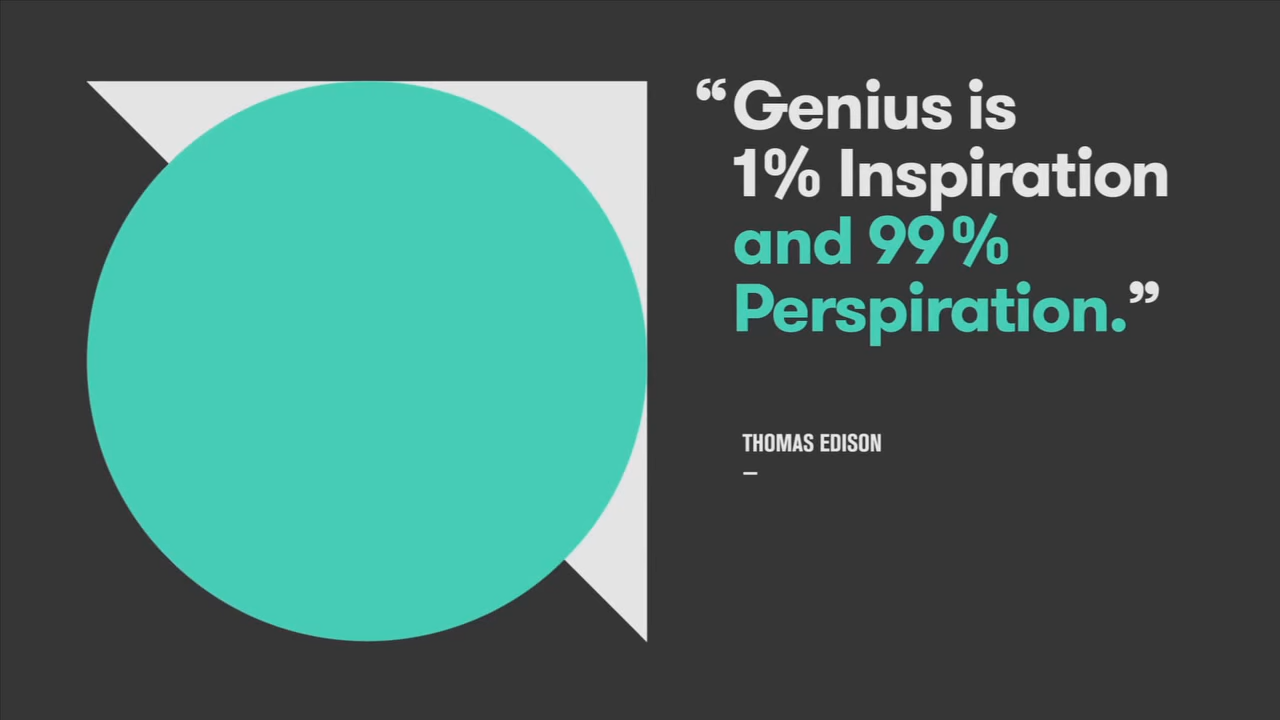 “Genius is
1% Inspiration
and 99%
Perspiration.”
THOMAS EDISON
–